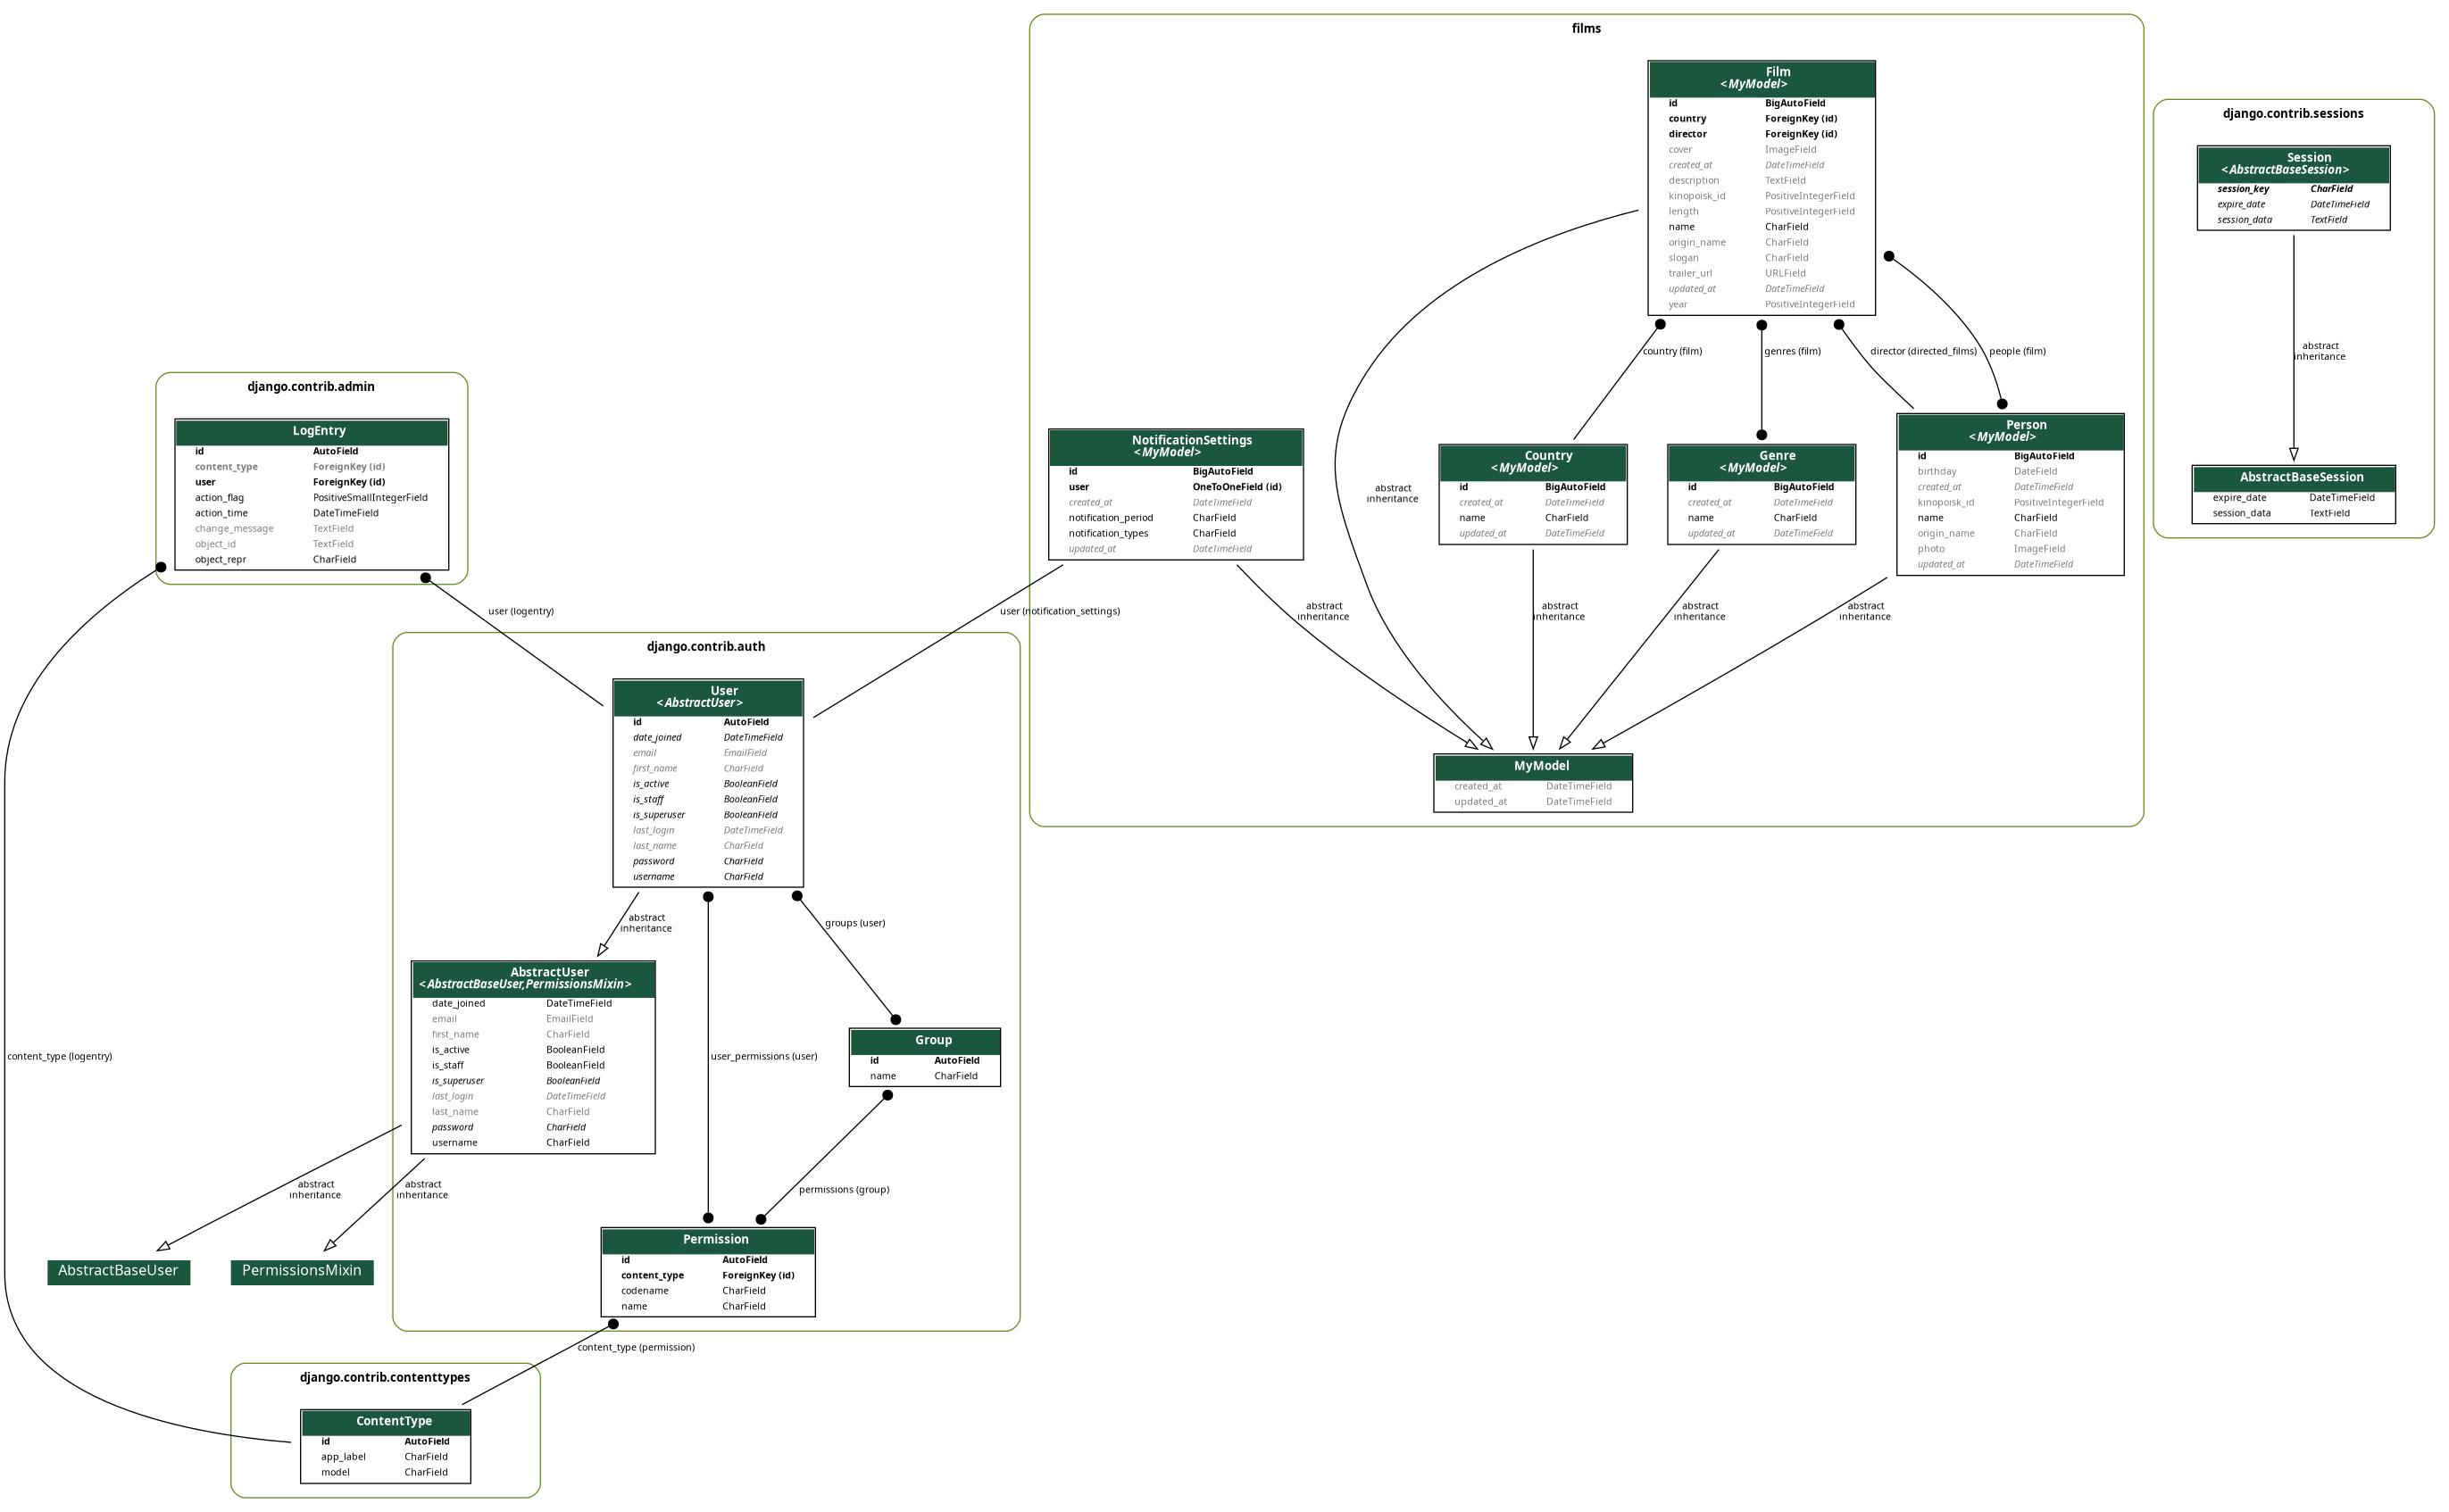 films
Film
<MyModel>
id BigAutoField
country ForeignKey (id)
director ForeignKey (id)
cover ImageField
created_at DateTimeField
description TextField
kinopoisk_id PositiveIntegerField
length PositiveIntegerField
name CharField
origin_name CharField
slogan CharField
trailer_url URLField
updated_at DateTimeField
year PositiveIntegerField
country (film)
genres (film)
director (directed_films)
people (film)
NotificationSettings
<MyModel>
id BigAutoField
user OneToOneField (id)
created_at DateTimeField
notification_period CharField
notification_types CharField
updated_at DateTimeField
abstract
inheritance
Country
<MyModel>
id BigAutoField
created_at DateTimeField
name CharField
updated_at DateTimeField
Genre
<MyModel>
id BigAutoField
created_at DateTimeField
name CharField
updated_at DateTimeField
Person
<MyModel>
id BigAutoField
birthday DateField
created_at DateTimeField
kinopoisk_id PositiveIntegerField
name CharField
origin_name CharField
photo ImageField
updated_at DateTimeField
user (notification_settings)
abstract
inheritance
abstract
inheritance
abstract
inheritance
abstract
inheritance
MyModel
created_at DateTimeField
updated_at DateTimeField
django.contrib.sessions
Session
<AbstractBaseSession>
session_key CharField
expire_date DateTimeField
session_data TextField
abstract
inheritance
AbstractBaseSession
expire_date DateTimeField
session_data TextField
django.contrib.admin
LogEntry
id AutoField
content_type ForeignKey (id)
user ForeignKey (id)
action_flag PositiveSmallIntegerField
action_time DateTimeField
change_message TextField
object_id TextField
object_repr CharField
user (logentry)
django.contrib.auth
User
<AbstractUser>
id AutoField
date_joined DateTimeField
email EmailField
first_name CharField
is_active BooleanField
is_staff BooleanField
is_superuser BooleanField
last_login DateTimeField
last_name CharField
password CharField
username CharField
abstract
inheritance
groups (user)
AbstractUser
<AbstractBaseUser,PermissionsMixin>
date_joined DateTimeField
email EmailField
first_name CharField
is_active BooleanField
is_staff BooleanField
is_superuser BooleanField
last_login DateTimeField
last_name CharField
password CharField
username CharField
content_type (logentry)
user_permissions (user)
Group
id AutoField
name CharField
abstract
inheritance
abstract
inheritance
permissions (group)
AbstractBaseUser
PermissionsMixin
Permission
id AutoField
content_type ForeignKey (id)
codename CharField
name CharField
content_type (permission)
django.contrib.contenttypes
ContentType
id AutoField
app_label CharField
model CharField